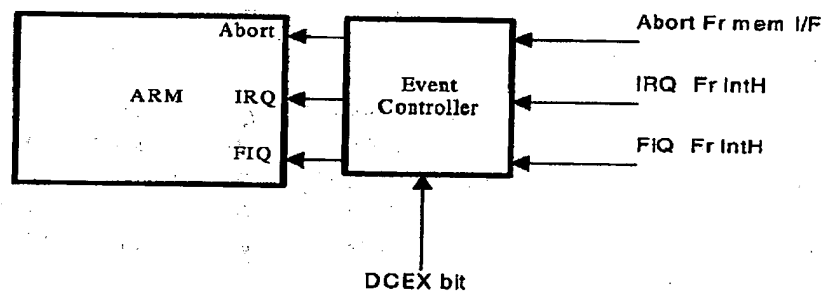 Abort
Abort Fr mem I/F
ARM
IRQ
Event
Controller
IRQ Fr IntH
FIQ
FIQ Fr IntH
DCEX bit